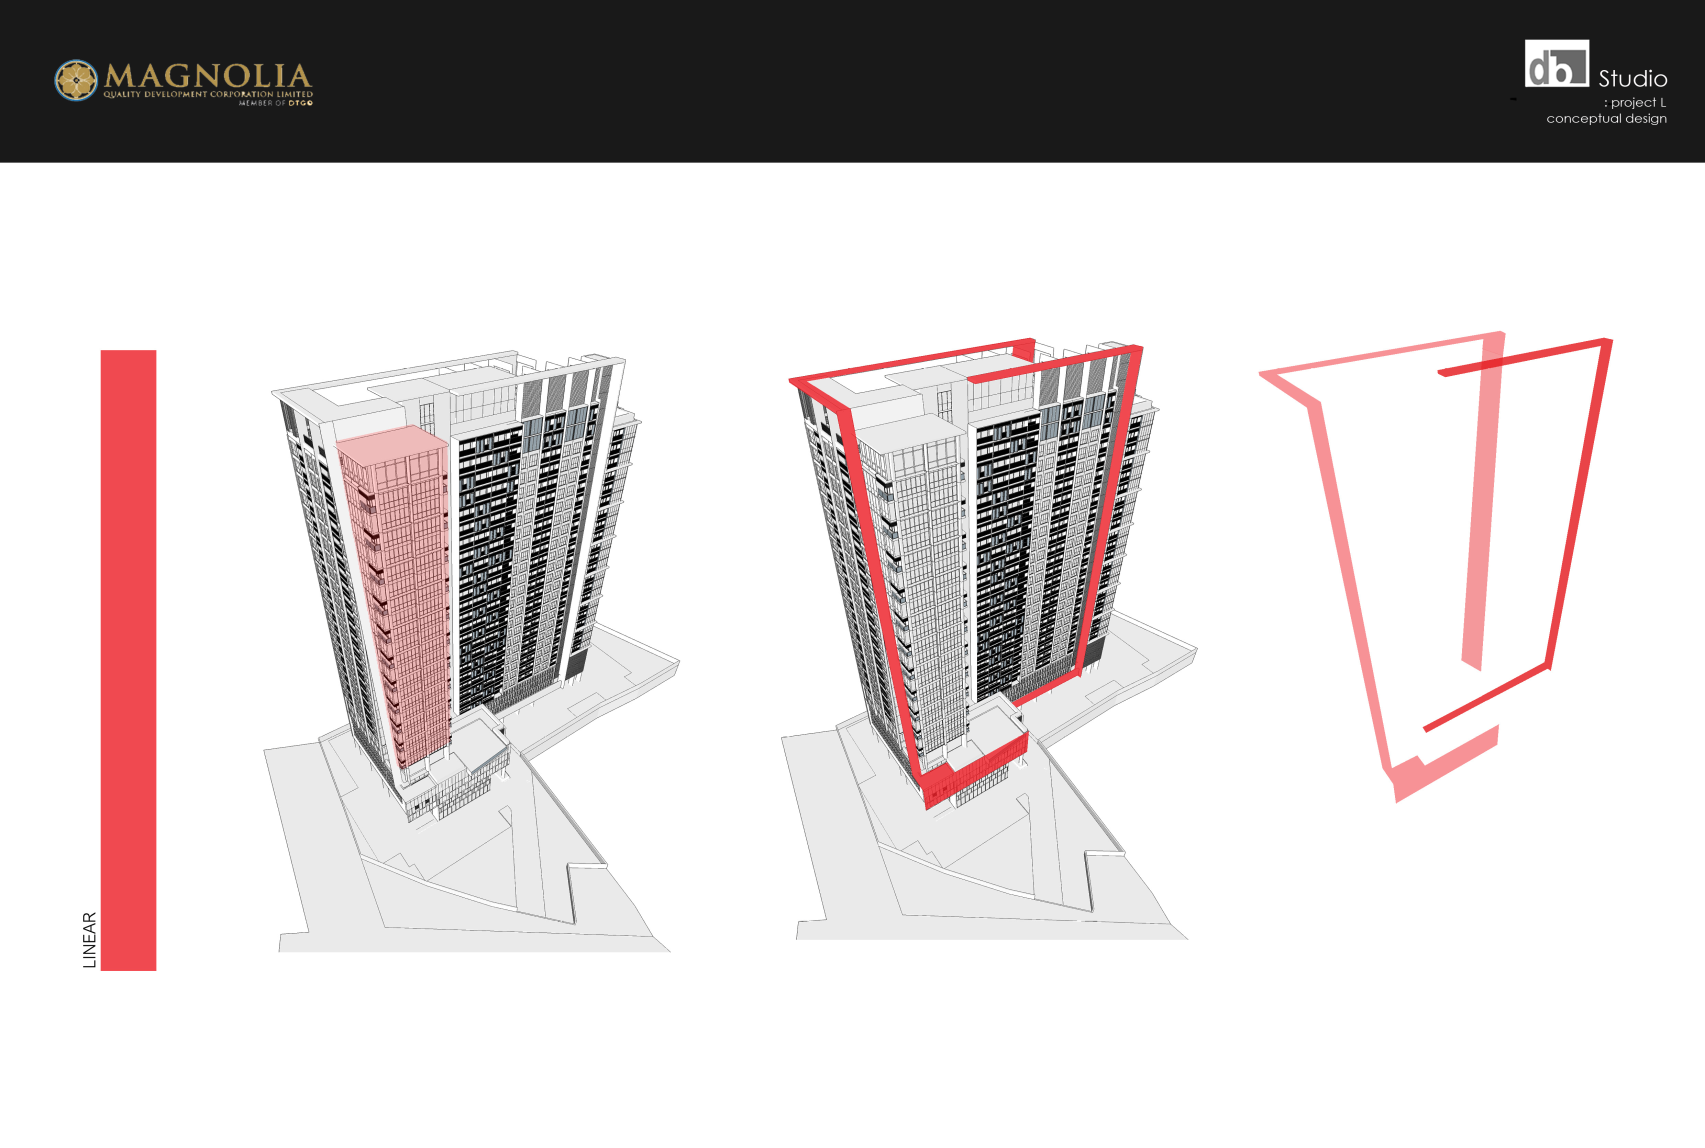 MAGNOLIA
QUALITY DEVELOPMENT CORPORATION LIMITED
MEMBER OF DTGO
db Studio
: project L
conceptual design
LINEAR